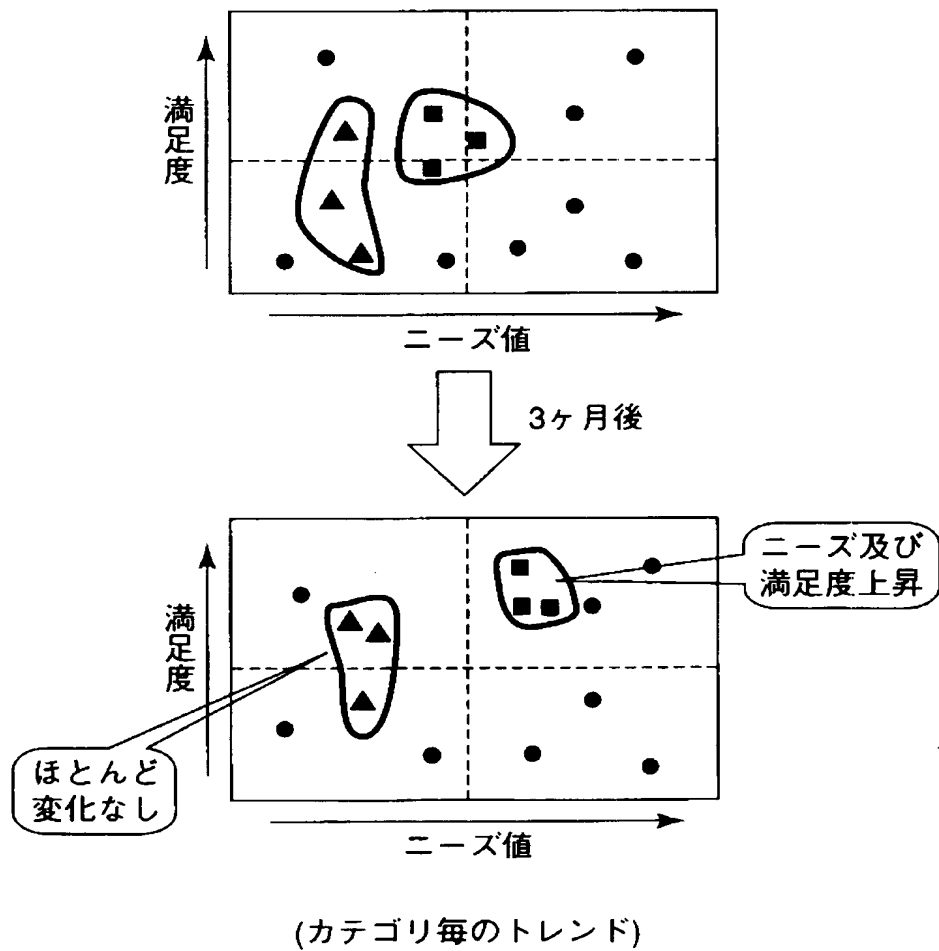 満足度
ニーズ値
3ヶ月後
ニーズ及び
満足度上昇
満足度
ほとんど
変化なし
ニーズ値
(カテゴリ毎のトレンド)